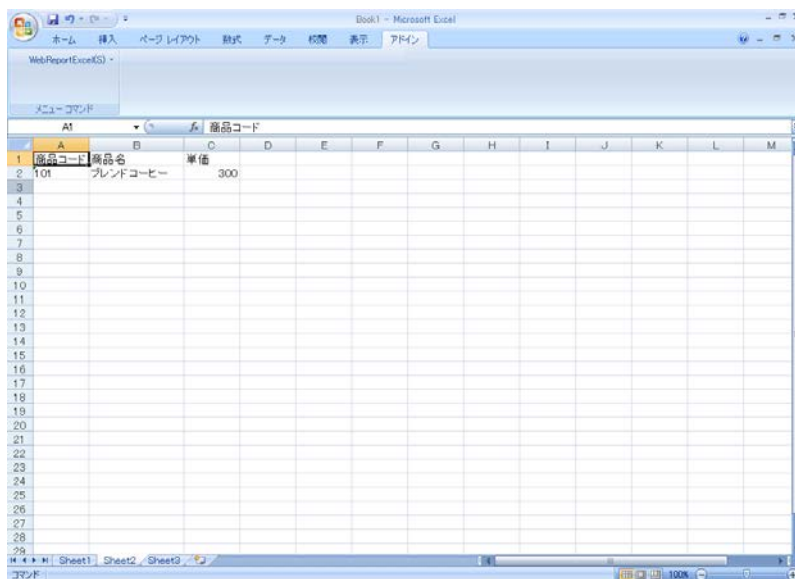 Book1 - Microsoft Excel
ホーム 挿入 ページ レイアウト 数式 データ 校閲 表示 アドイン
WebReportExcel(S)
メニュー コマンド
A1 fx 商品コード
A B C D E F G H I J K L M
1 商品コード 商品名 単価
2 101 ブレンドコーヒー 300
3
4
5
6
7
8
9
10
11
12
13
14
15
16
17
18
19
20
21
22
23
24
25
26
27
28
29
Sheet1 Sheet2 Sheet3
コマンド 100%